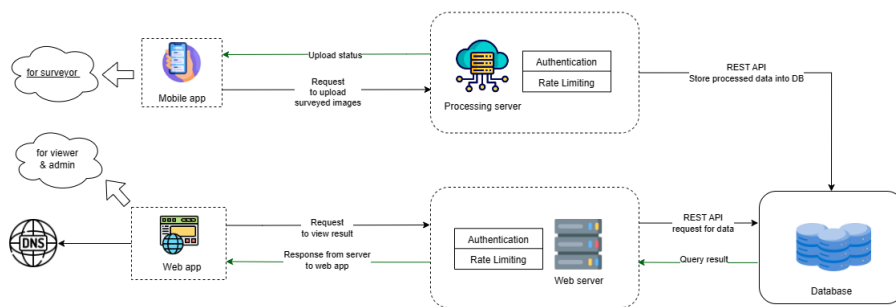 Upload status
for surveyor
Mobile app
Request
to upload
surveyed images
Processing server
Authentication
Rate Limiting
REST API
Store processed data into DB
for viewer
& admin
DNS
Web app
Request
to view result
Response from server
to web app
Authentication
Rate Limiting
Web server
REST API
request for data
Query result
Database